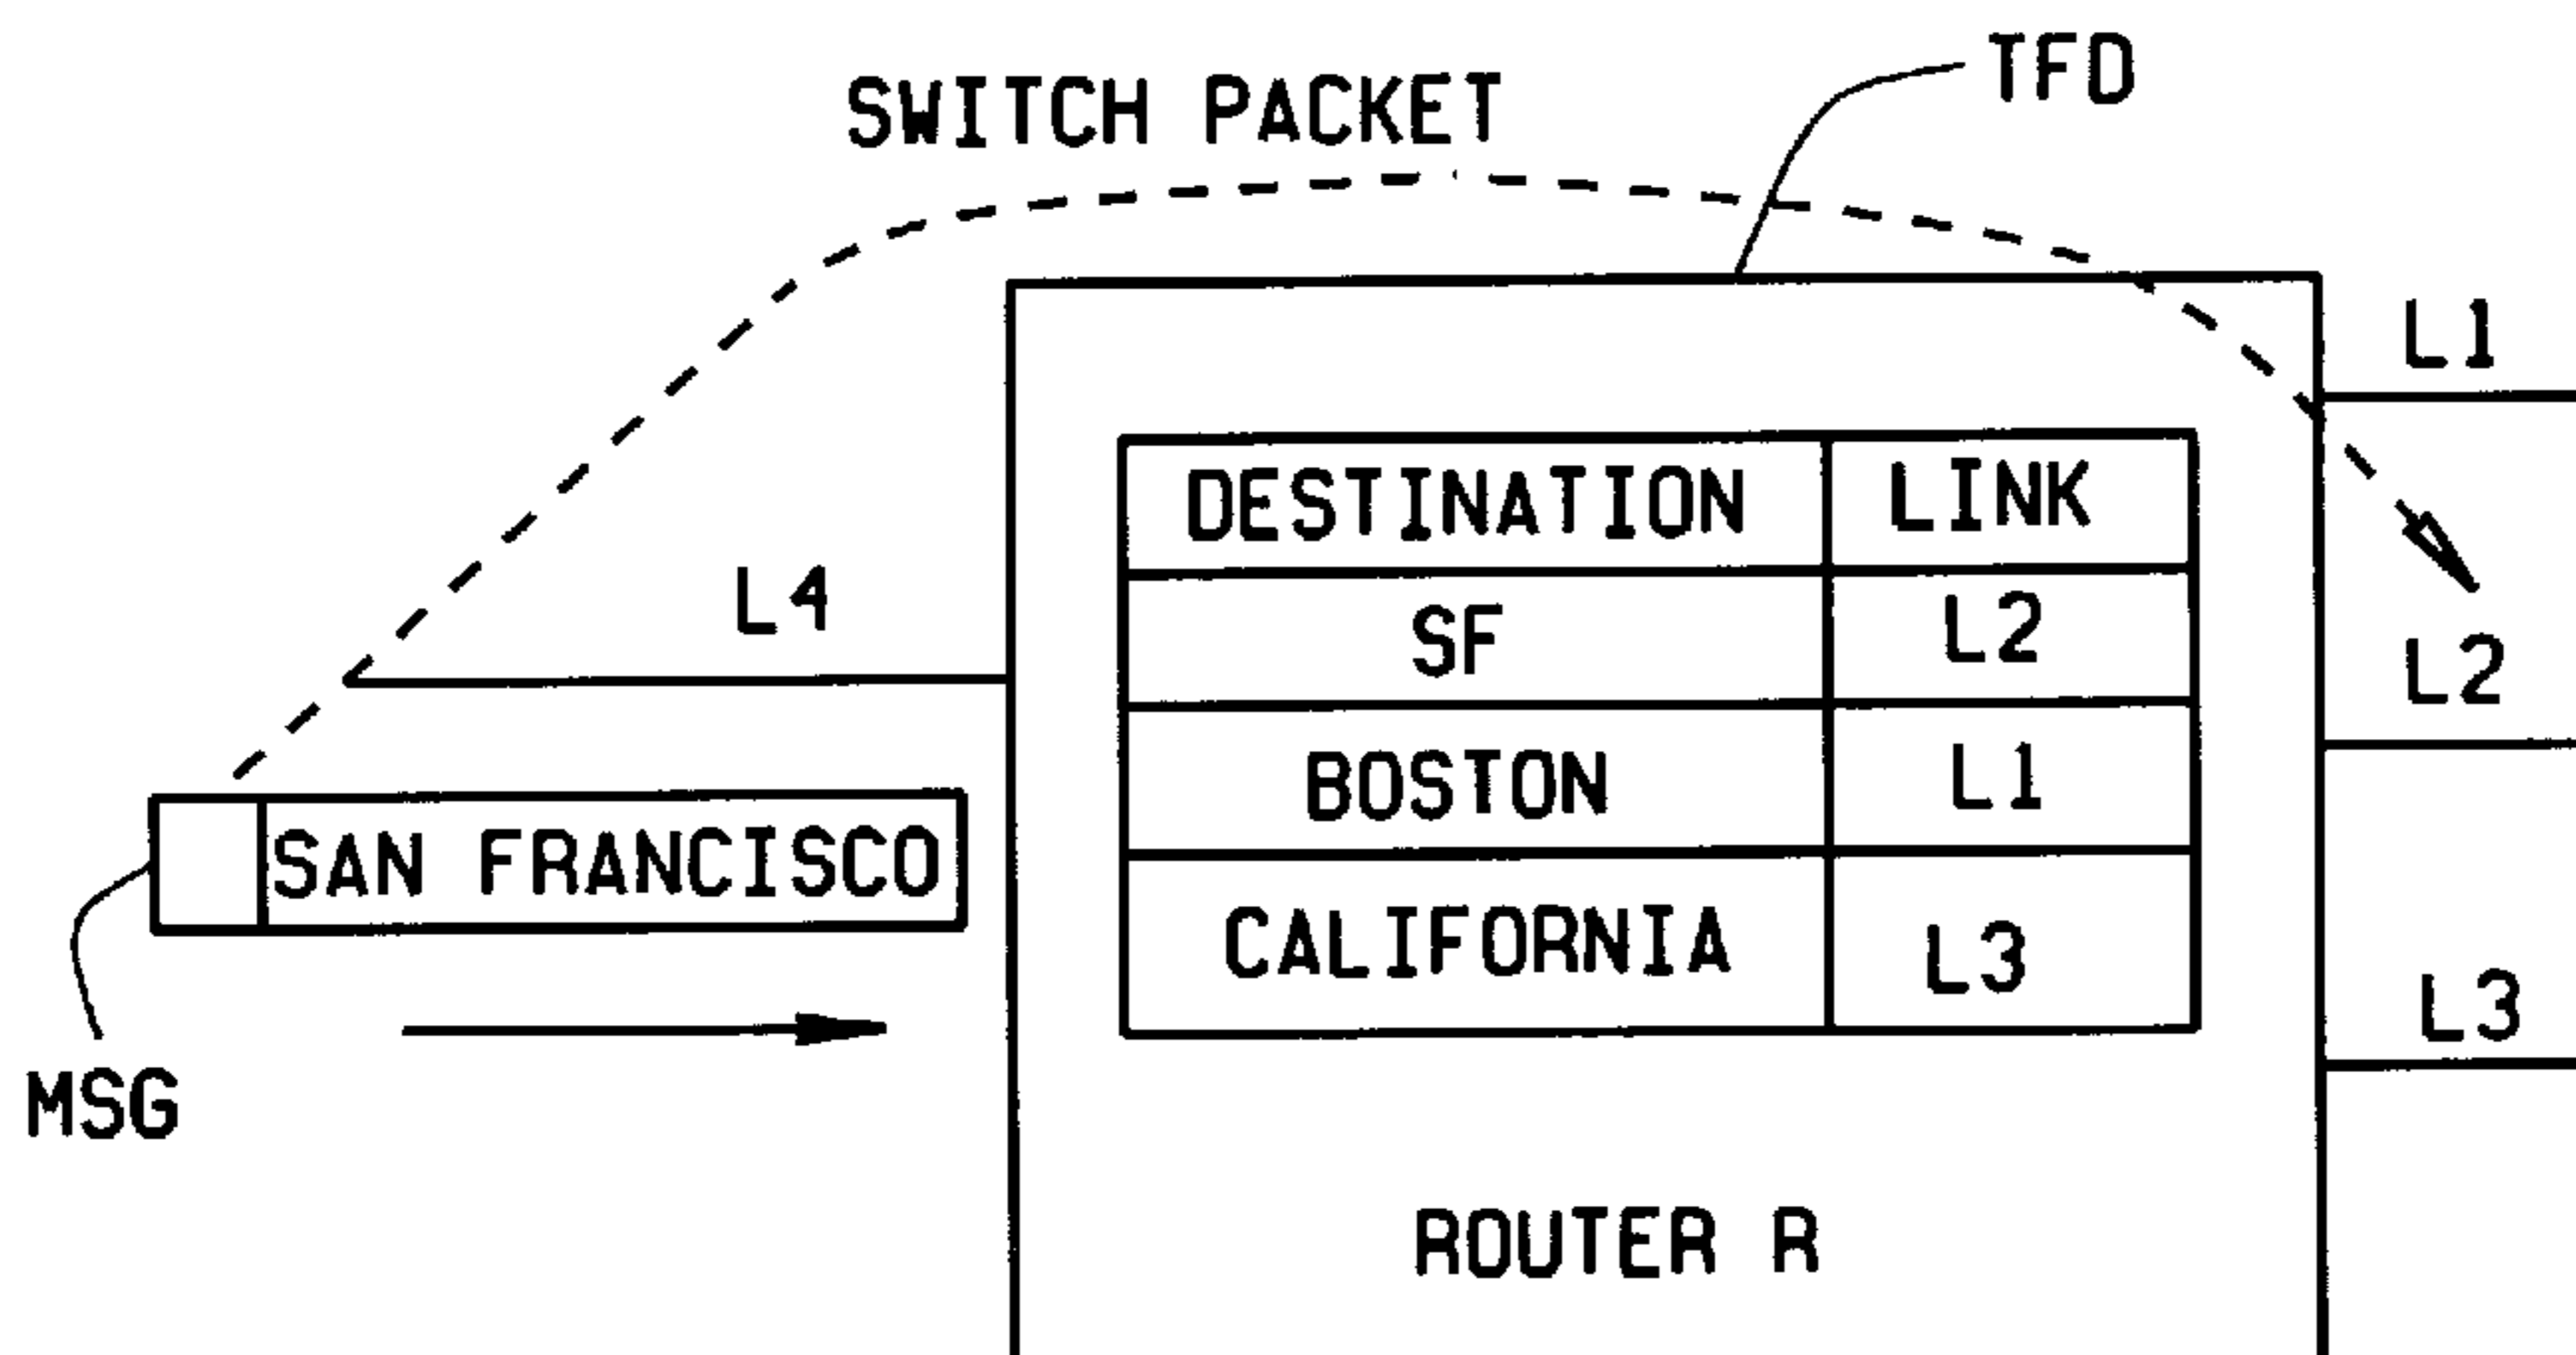 TFD
SWITCH PACKET
L1
DESTINATION LINK
L4
SF L2
L2
BOSTON L1
SAN FRANCISCO
CALIFORNIA L3
L3
MSG
ROUTER R